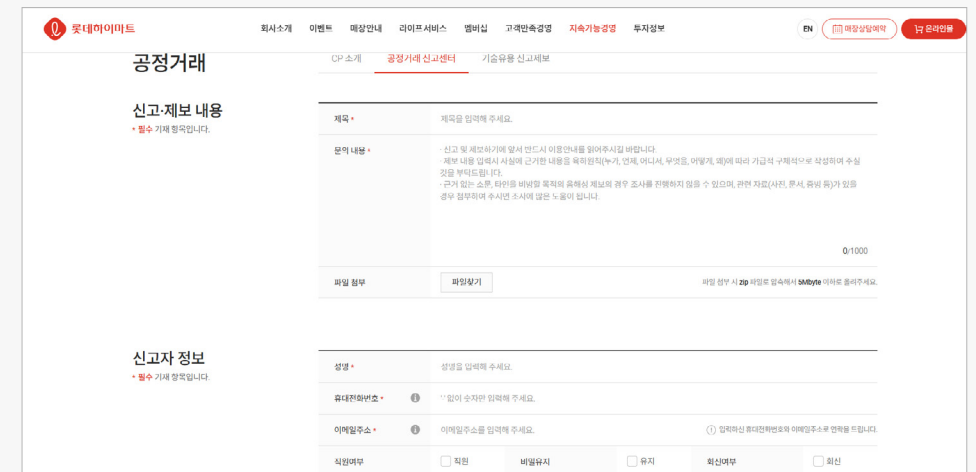 롯데하이마트 회사소개 이벤트 매장안내 라이프서비스 멤버십 고객만족경영 지속가능경영 투자정보 EN 매장상담예약 온라인몰
공정거래 CP 소개 공정거래 신고센터 기술유용 신고제보
신고·제보 내용
* 필수 기재 항목입니다.
제목 * 제목을 입력해 주세요.
문의 내용 * · 신고 및 제보하기에 앞서 반드시 이용안내를 읽어주시길 바랍니다.
· 제보 내용 입력시 사실에 근거한 내용을 육하원칙(누가, 언제, 어디서, 무엇을, 어떻게, 왜)에 따라 가급적 구체적으로 작성하여 주실
것을 부탁드립니다.
· 근거 없는 소문, 타인을 비방할 목적의 음해성 제보의 경우 조사를 진행하지 않을 수 있으며, 관련 자료(사진, 문서, 증빙 등)가 있을
경우 첨부하여 주시면 조사에 많은 도움이 됩니다.
0/1000
파일 첨부 파일찾기 파일 첨부 시 zip 파일로 압축해서 5Mbyte 이하로 올려주세요.
신고자 정보
* 필수 기재 항목입니다.
성명 * 성명을 입력해 주세요.
휴대전화번호 * '-' 없이 숫자만 입력해 주세요.
이메일주소 * 이메일주소를 입력해 주세요. 입력하신 휴대전화번호와 이메일주소로 연락을 드립니다.
직원여부 직원 비밀유지 유지 회신여부 회신